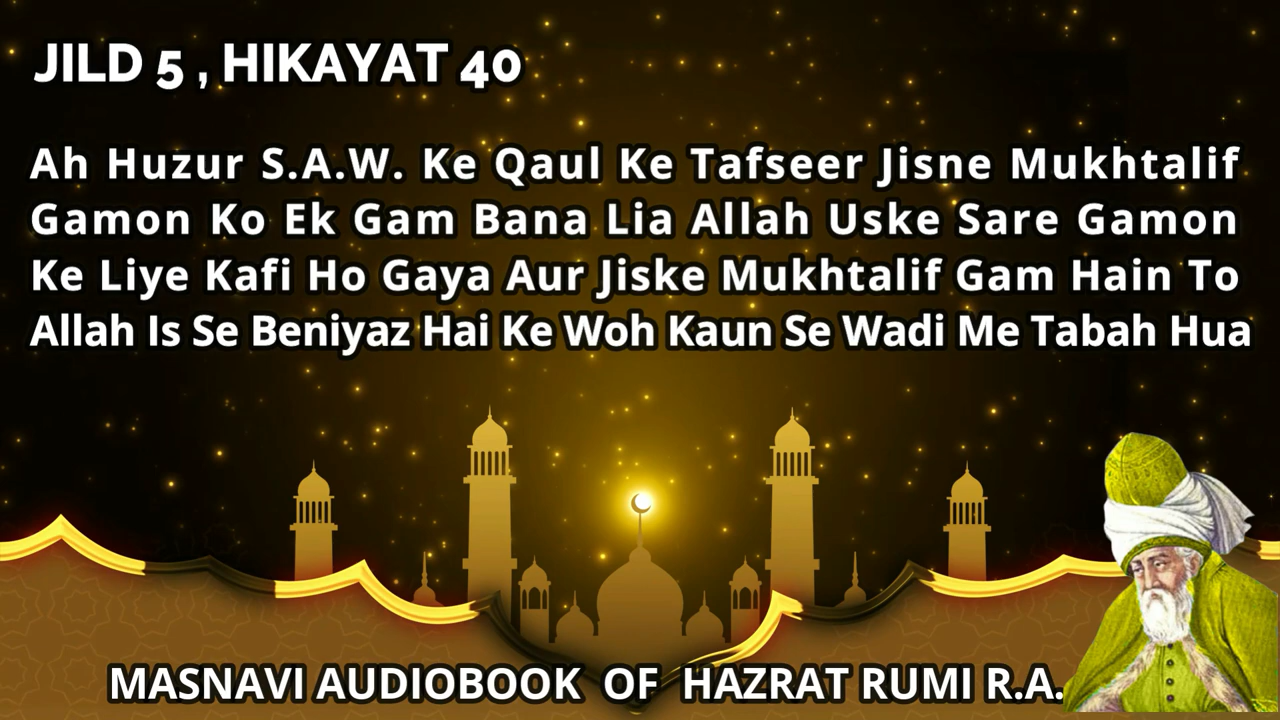 JILD 5 , HIKAYAT 40
Ah Huzur S.A.W. Ke Qaul Ke Tafseer Jisne Mukhtalif
Gamon Ko Ek Gam Bana Lia Allah Uske Sare Gamon
Ke Liye Kafi Ho Gaya Aur Jiske Mukhtalif Gam Hain To
Allah Is Se Beniyaz Hai Ke Woh Kaun Se Wadi Me Tabah Hua
MASNAVI AUDIOBOOK OF HAZRAT RUMI R.A.